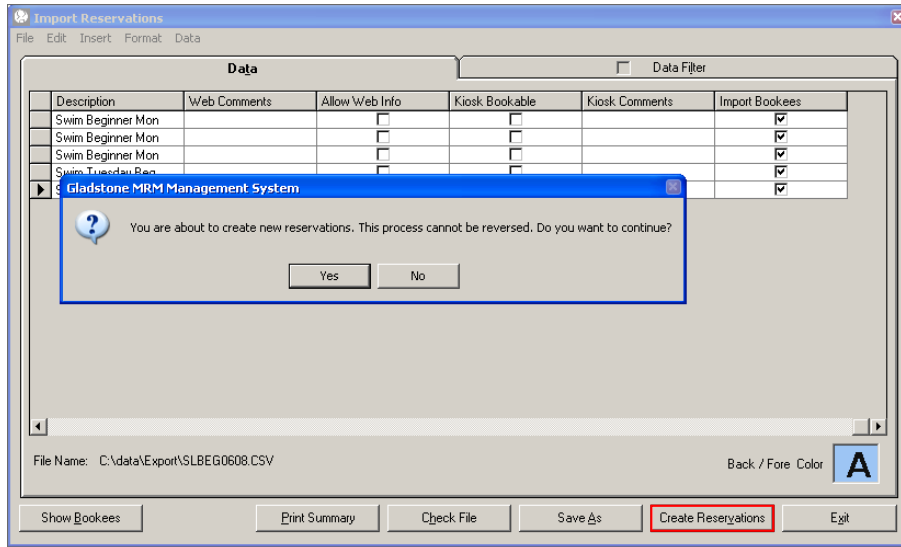 Import Reservations
File Edit Insert Format Data
Data
Data Filter
Description Web Comments Allow Web Info Kiosk Bookable Kiosk Comments Import Bookees
Swim Beginner Mon
Swim Beginner Mon
Swim Beginner Mon
Swim Tuesday Beg
S
Gladstone MRM Management System
You are about to create new reservations. This process cannot be reversed. Do you want to continue?
Yes No
File Name: C:\data\Export\SLBEG0608.CSV
Back / Fore Color A
Show Bookees Print Summary Check File Save As Create Reservations Exit